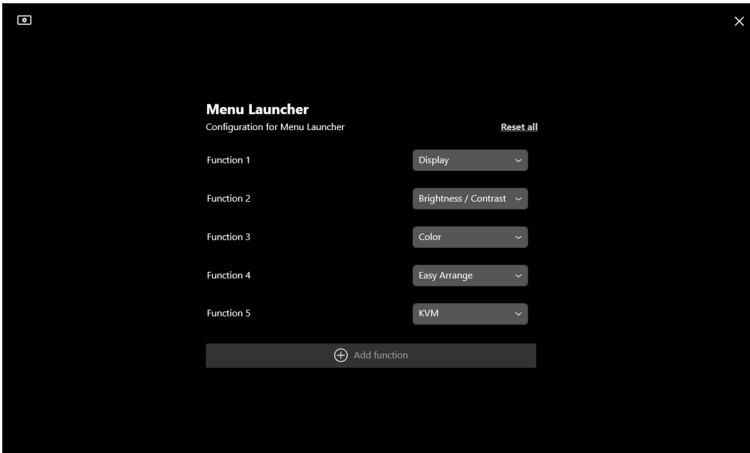 Menu Launcher
Configuration for Menu Launcher Reset all
Function 1 Display
Function 2 Brightness / Contrast
Function 3 Color
Function 4 Easy Arrange
Function 5 KVM
Add function